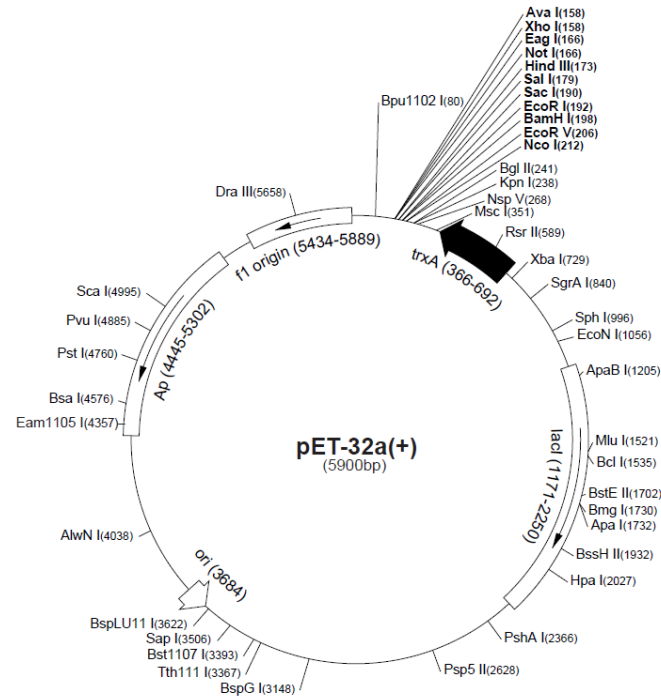 Ava I(158)
Xho I(158)
Eag I(166)
Not I(166)
Hind III(173)
Sal I(179)
Sac I(190)
EcoR I(192)
BamH I(198)
EcoR V(206)
Nco I(212)
Bpu1102 I(80)
Bgl II(241)
Kpn I(238)
Nsp V(268)
Msc I(351)
Rsr II(589)
Xba I(729)
SgrA I(840)
Sph I(996)
EcoN I(1056)
ApaB I(1205)
Mlu I(1521)
Bcl I(1535)
BstE II(1702)
Bmg I(1730)
Apa I(1732)
BssH II(1932)
Hpa I(2027)
PshA I(2366)
Psp5 II(2628)
BspG I(3148)
Tth111 I(3367)
Bst1107 I(3393)
Sap I(3506)
BspLU11 I(3622)
AlwN I(4038)
Eam1105 I(4357)
Bsa I(4576)
Pst I(4760)
Pvu I(4885)
Sca I(4995)
Dra III(5658)
f1 origin (5434-5889)
trxA (366-692)
lacI (1171-2250)
ori (3684)
Ap (4445-5302)
pET-32a(+)
(5900bp)